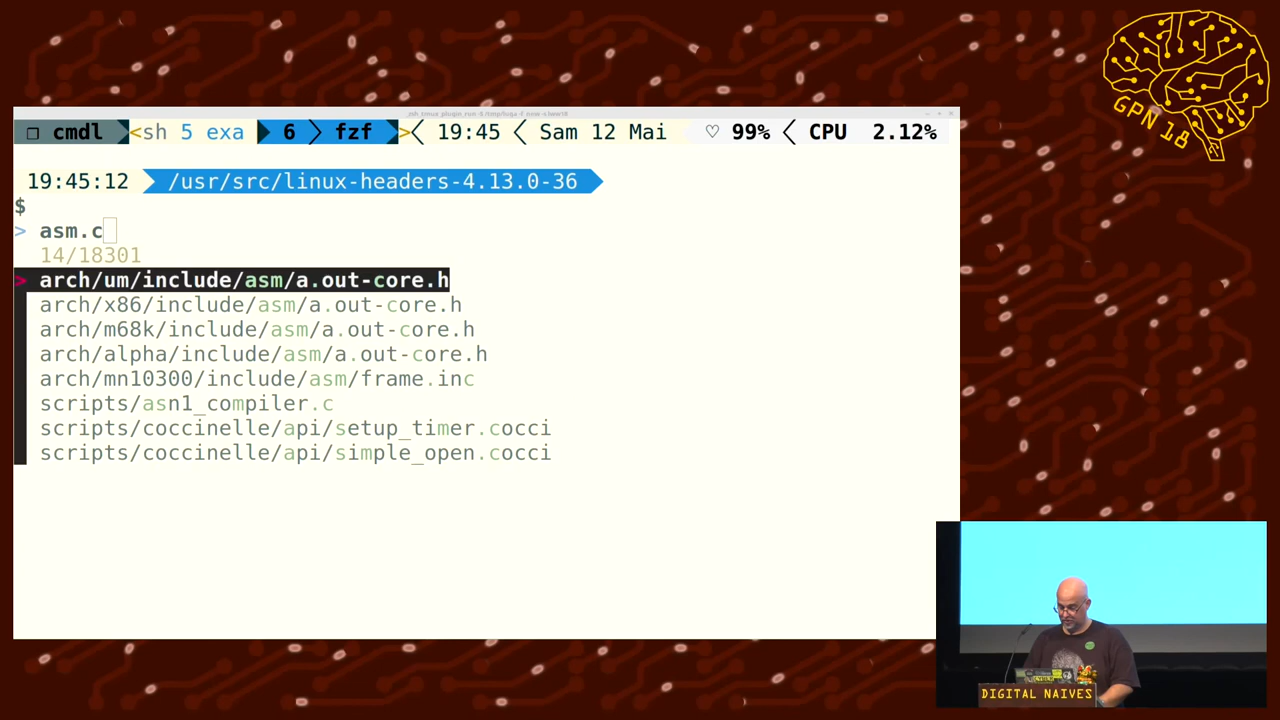 GPN 18
□ cmdl <sh 5 exa 6 fzf > 19:45 Sam 12 Mai ♡ 99% CPU 2.12%
19:45:12 /usr/src/linux-headers-4.13.0-36
$
> asm.c
14/18301
> arch/um/include/asm/a.out-core.h
arch/x86/include/asm/a.out-core.h
arch/m68k/include/asm/a.out-core.h
arch/alpha/include/asm/a.out-core.h
arch/mn10300/include/asm/frame.inc
scripts/asn1_compiler.c
scripts/coccinelle/api/setup_timer.cocci
scripts/coccinelle/api/simple_open.cocci
DIGITAL NAIVES